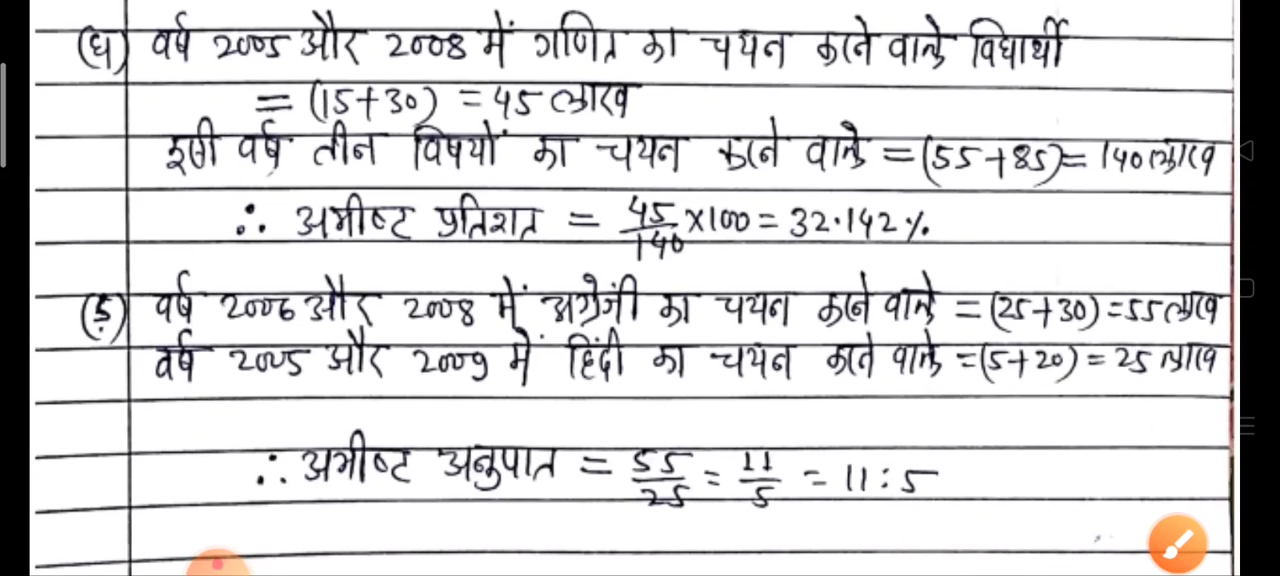 (घ) वर्ष 2005 और 2008 में गणित का चयन करने वाले विद्यार्थी
= (15+30) = 45 लाख
इसी वर्ष तीन विषयों का चयन करने वाले = (55+85) = 140 लाख
∴ अभीष्ट प्रतिशत = 45/140 × 100 = 32.142%
(ड़) वर्ष 2006 और 2008 में अंग्रेजी का चयन करने वाले = (25+30) = 55 लाख
वर्ष 2005 और 2009 में हिंदी का चयन करने वाले = (5+20) = 25 लाख
∴ अभीष्ट अनुपात = 55/25 = 11/5 = 11:5